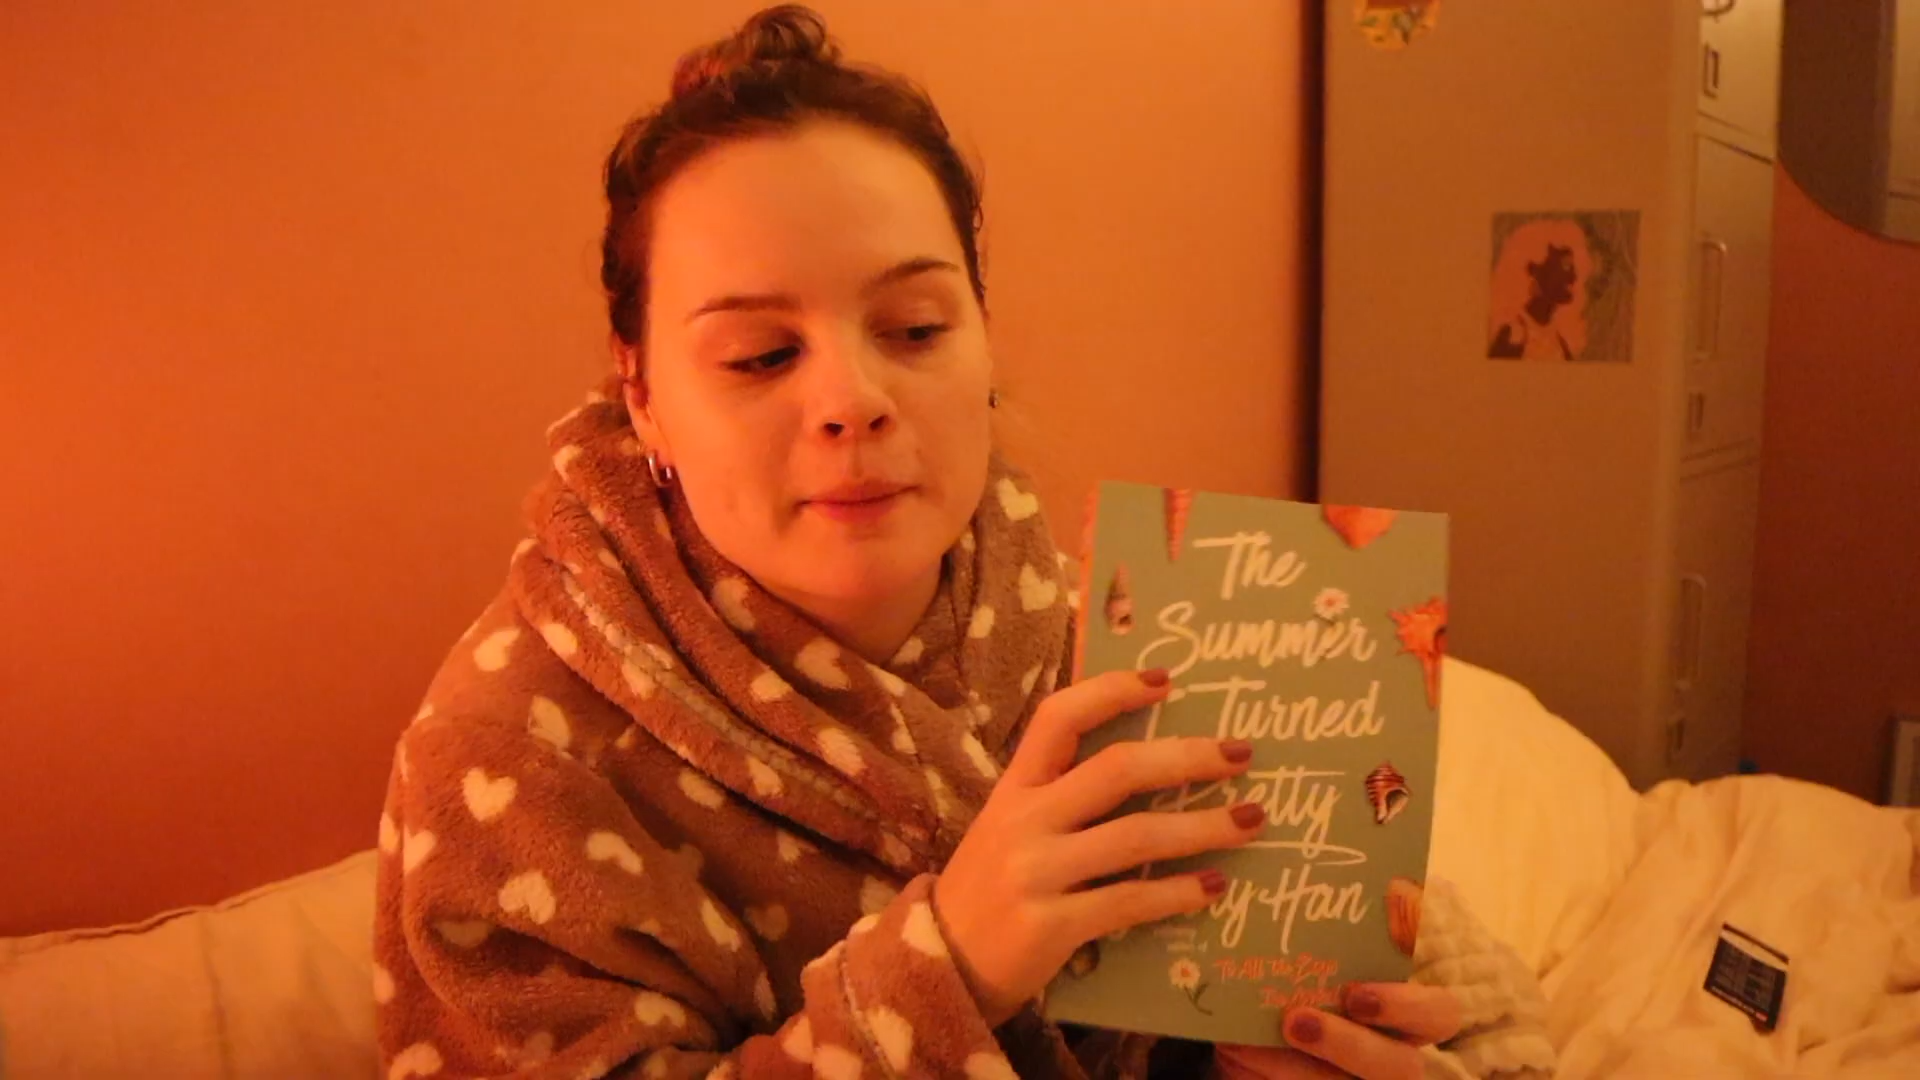 The
Summer
I Turned
Pretty
Han
To All the Boys